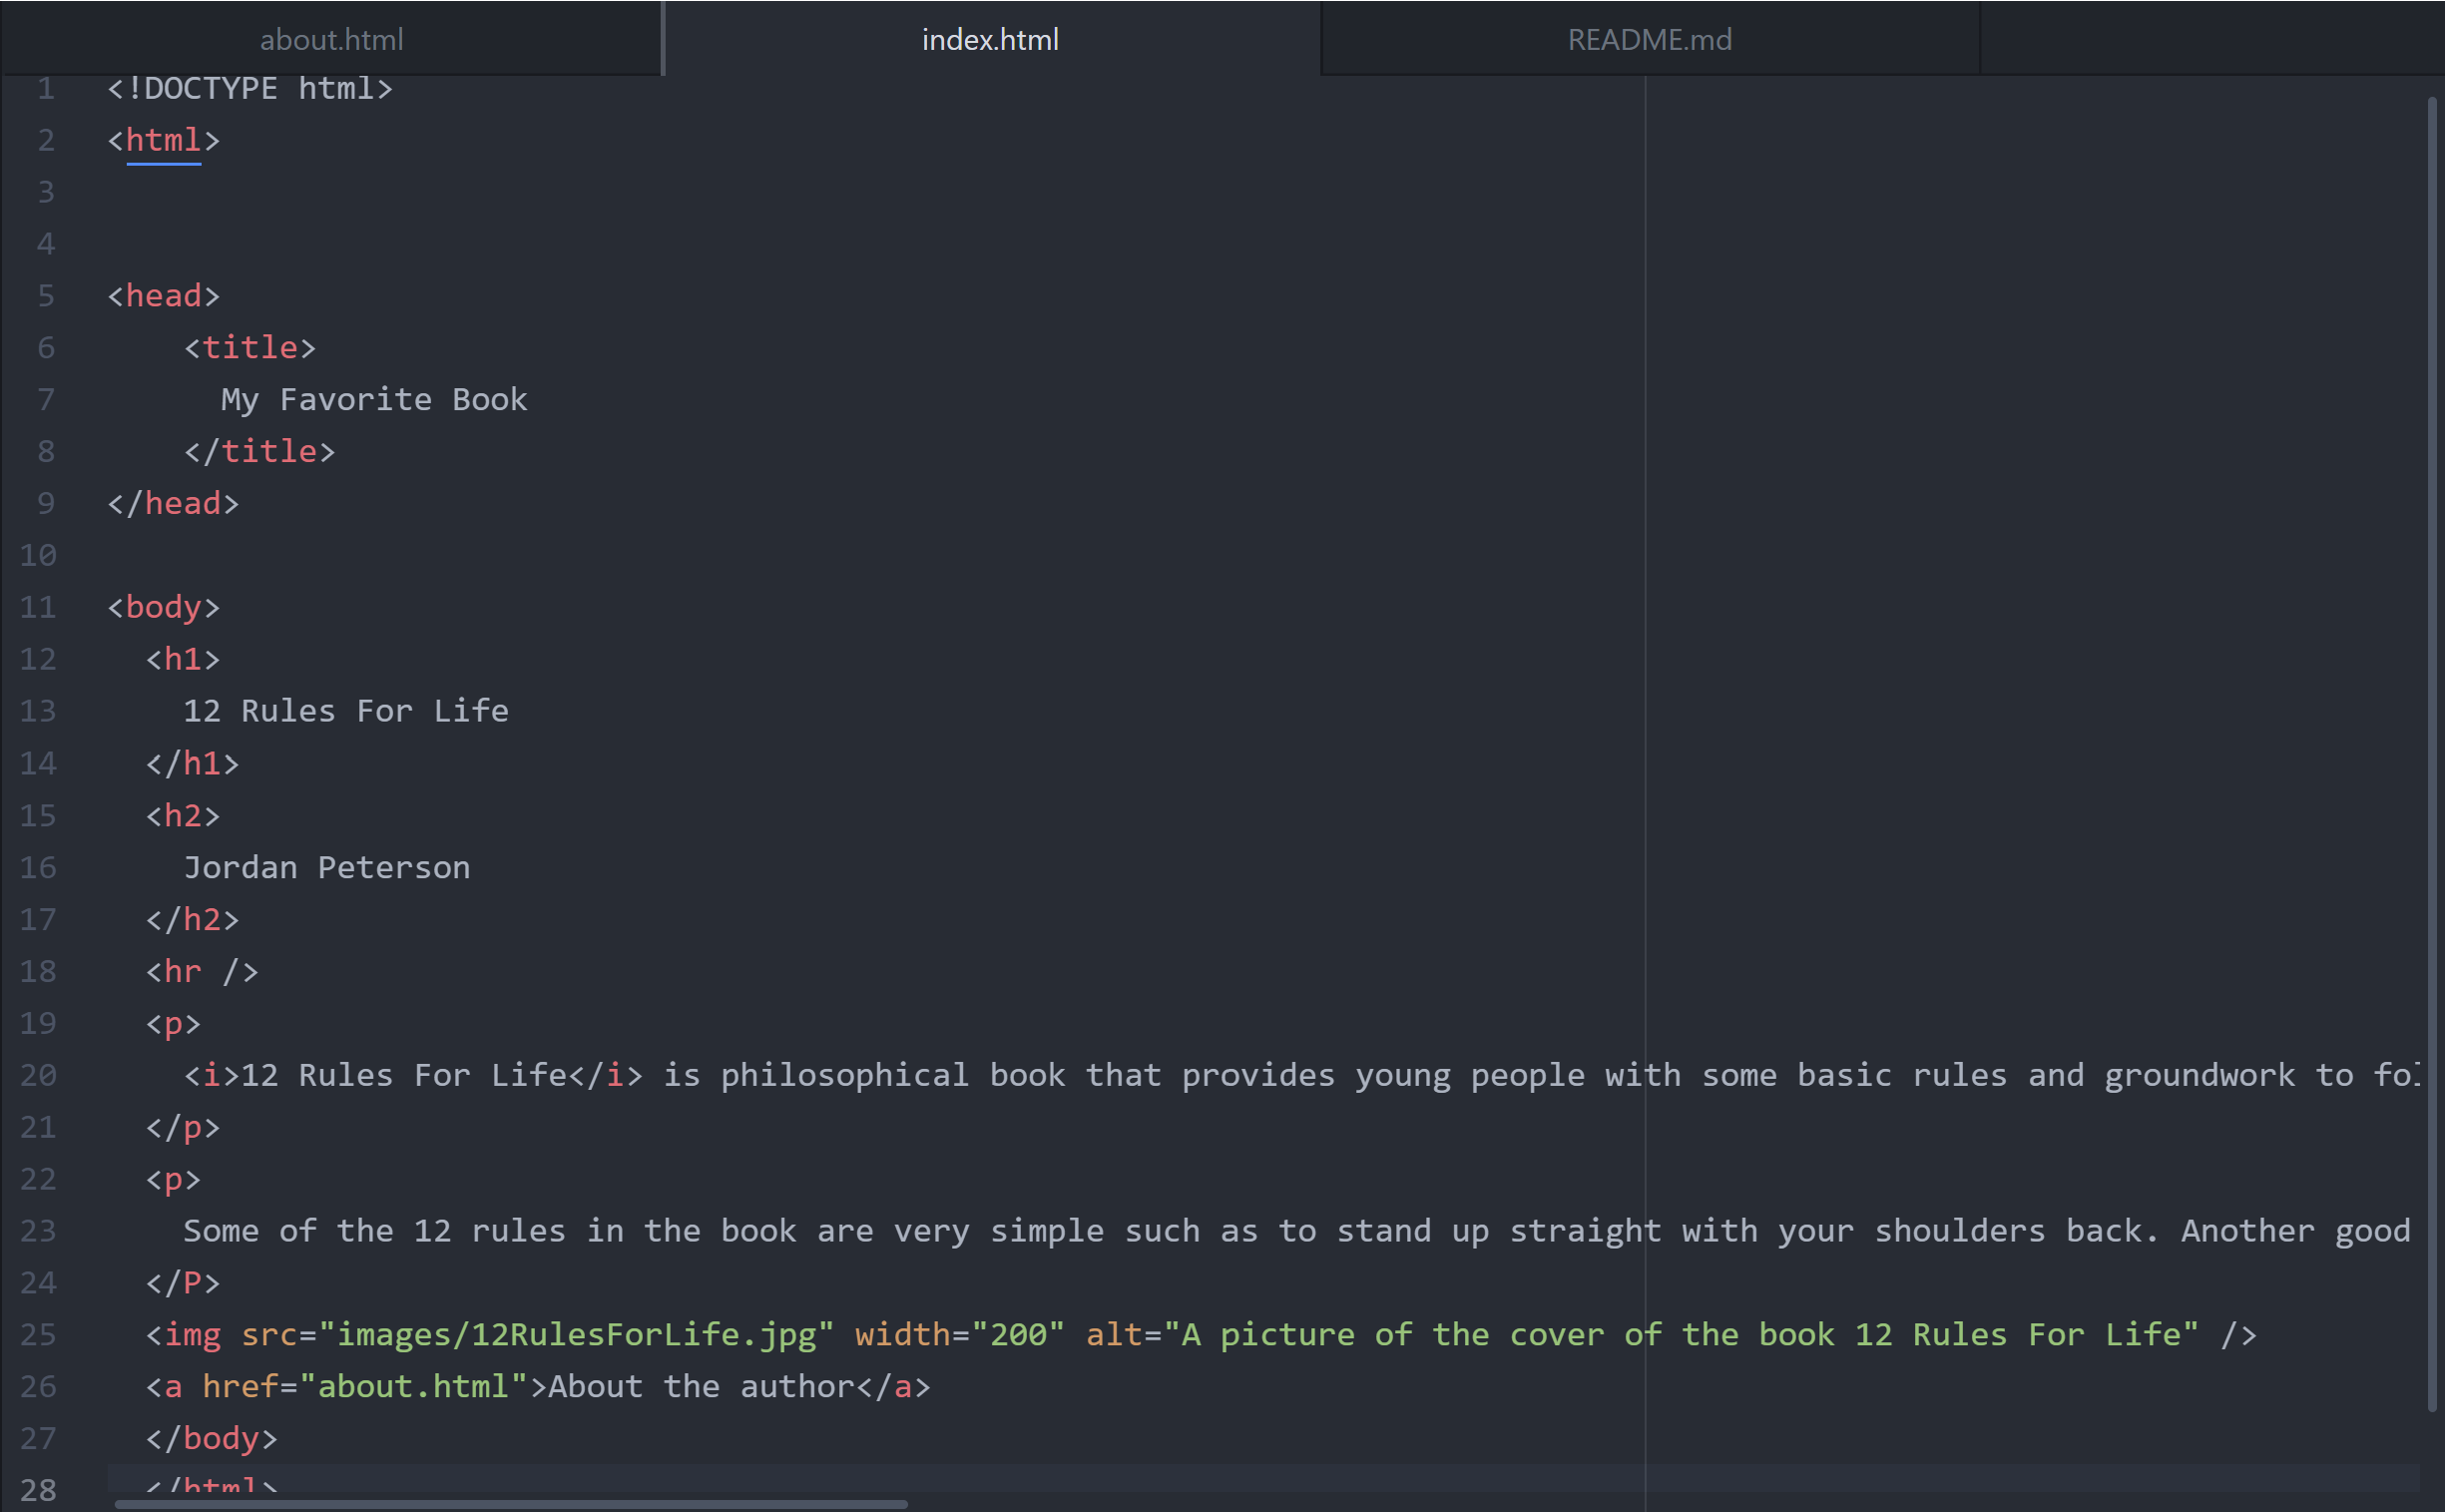 about.html index.html README.md
1 <!DOCTYPE html>
2 <html>
3
4
5 <head>
6     <title>
7       My Favorite Book
8     </title>
9 </head>
10
11 <body>
12   <h1>
13     12 Rules For Life
14   </h1>
15   <h2>
16     Jordan Peterson
17   </h2>
18   <hr />
19   <p>
20     <i>12 Rules For Life</i> is philosophical book that provides young people with some basic rules and groundwork to
21   </p>
22   <p>
23     Some of the 12 rules in the book are very simple such as to stand up straight with your shoulders back. Another good
24   </P>
25   <img src="images/12RulesForLife.jpg" width="200" alt="A picture of the cover of the book 12 Rules For Life" />
26   <a href="about.html">About the author</a>
27   </body>
28   </html>